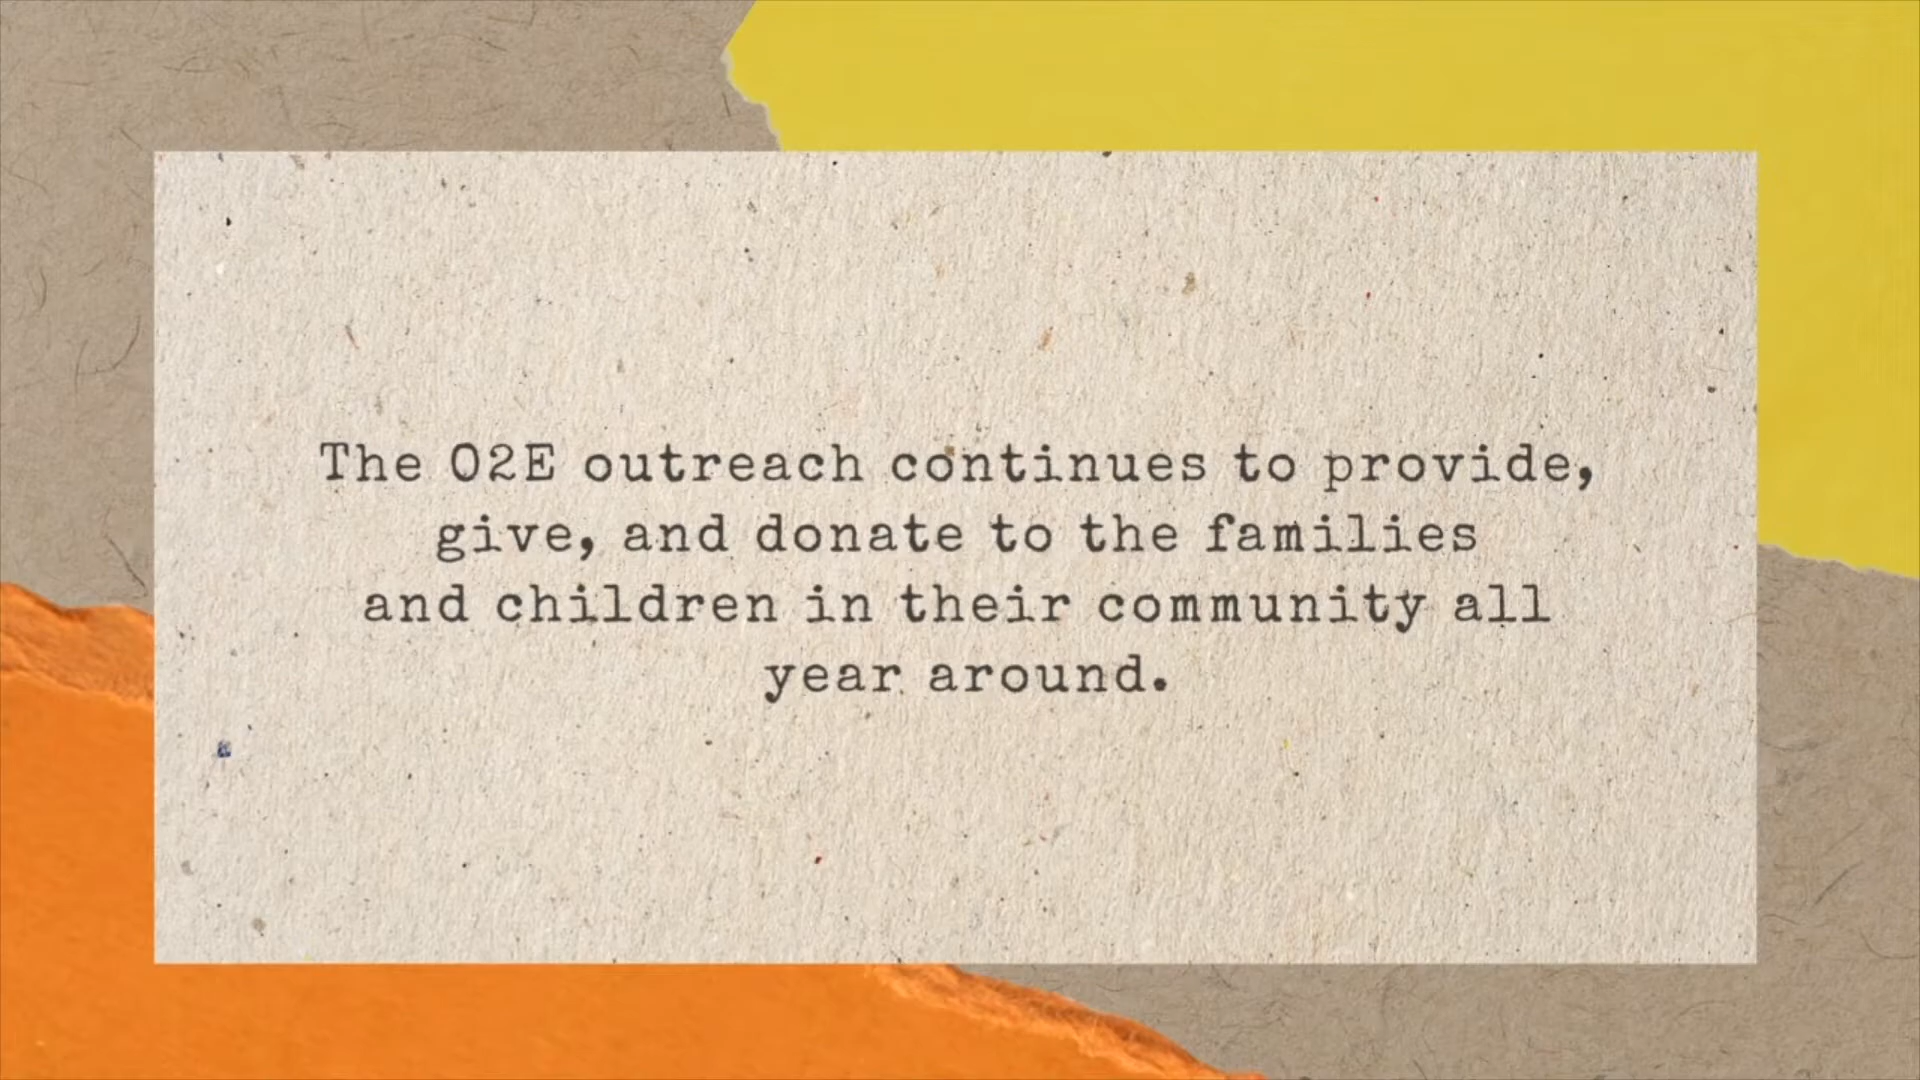 The O2E outreach continues to provide,
give, and donate to the families
and children in their community all
year around.